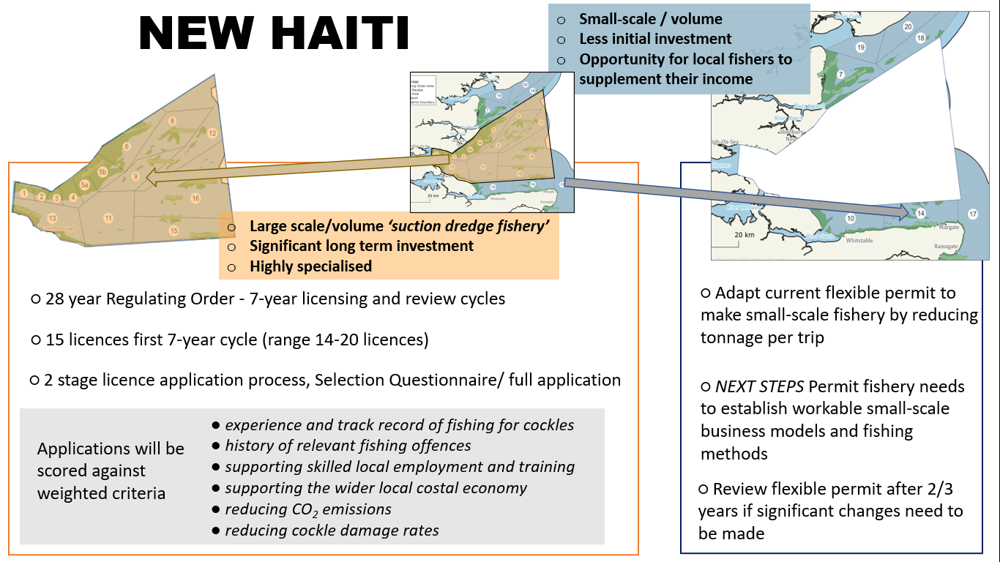 NEW HAITI
○ Small-scale / volume
○ Less initial investment
○ Opportunity for local fishers to
supplement their income
○ Large scale/volume ‘suction dredge fishery’
○ Significant long term investment
○ Highly specialised
○ 28 year Regulating Order - 7-year licensing and review cycles
○ 15 licences first 7-year cycle (range 14-20 licences)
○ 2 stage licence application process, Selection Questionnaire/ full application
Applications will be
scored against
weighted criteria
● experience and track record of fishing for cockles
● history of relevant fishing offences
● supporting skilled local employment and training
● supporting the wider local costal economy
● reducing CO2 emissions
● reducing cockle damage rates
○ Adapt current flexible permit to
make small-scale fishery by reducing
tonnage per trip
○ NEXT STEPS Permit fishery needs
to establish workable small-scale
business models and fishing
methods
○ Review flexible permit after 2/3
years if significant changes need to
be made
1
2
3
4
5a
5b
6
8
9
11
12
13
15
16
20 km
Whitstable
20
18
19
7
Shoebury
Ness
igh-On-Sea
10
14
17
Margate
Ramsgate
Whitstable
20 km